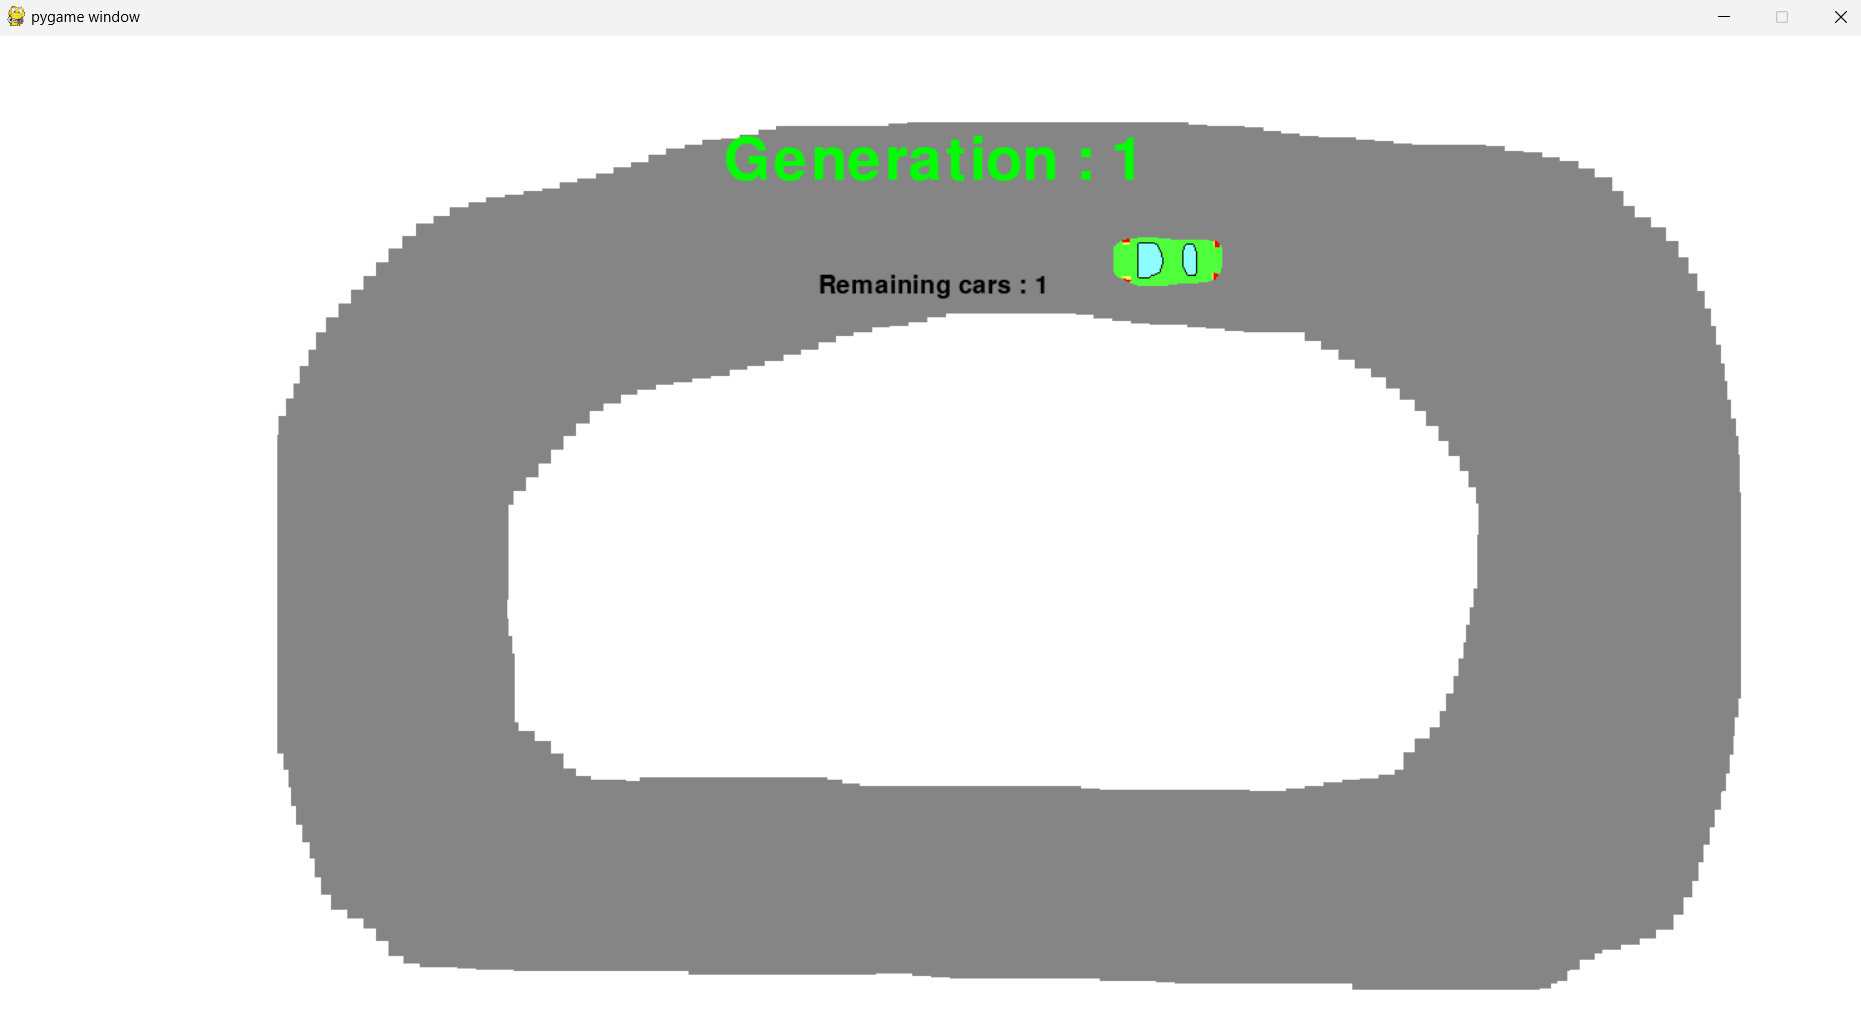 pygame window
Generation : 1
Remaining cars : 1